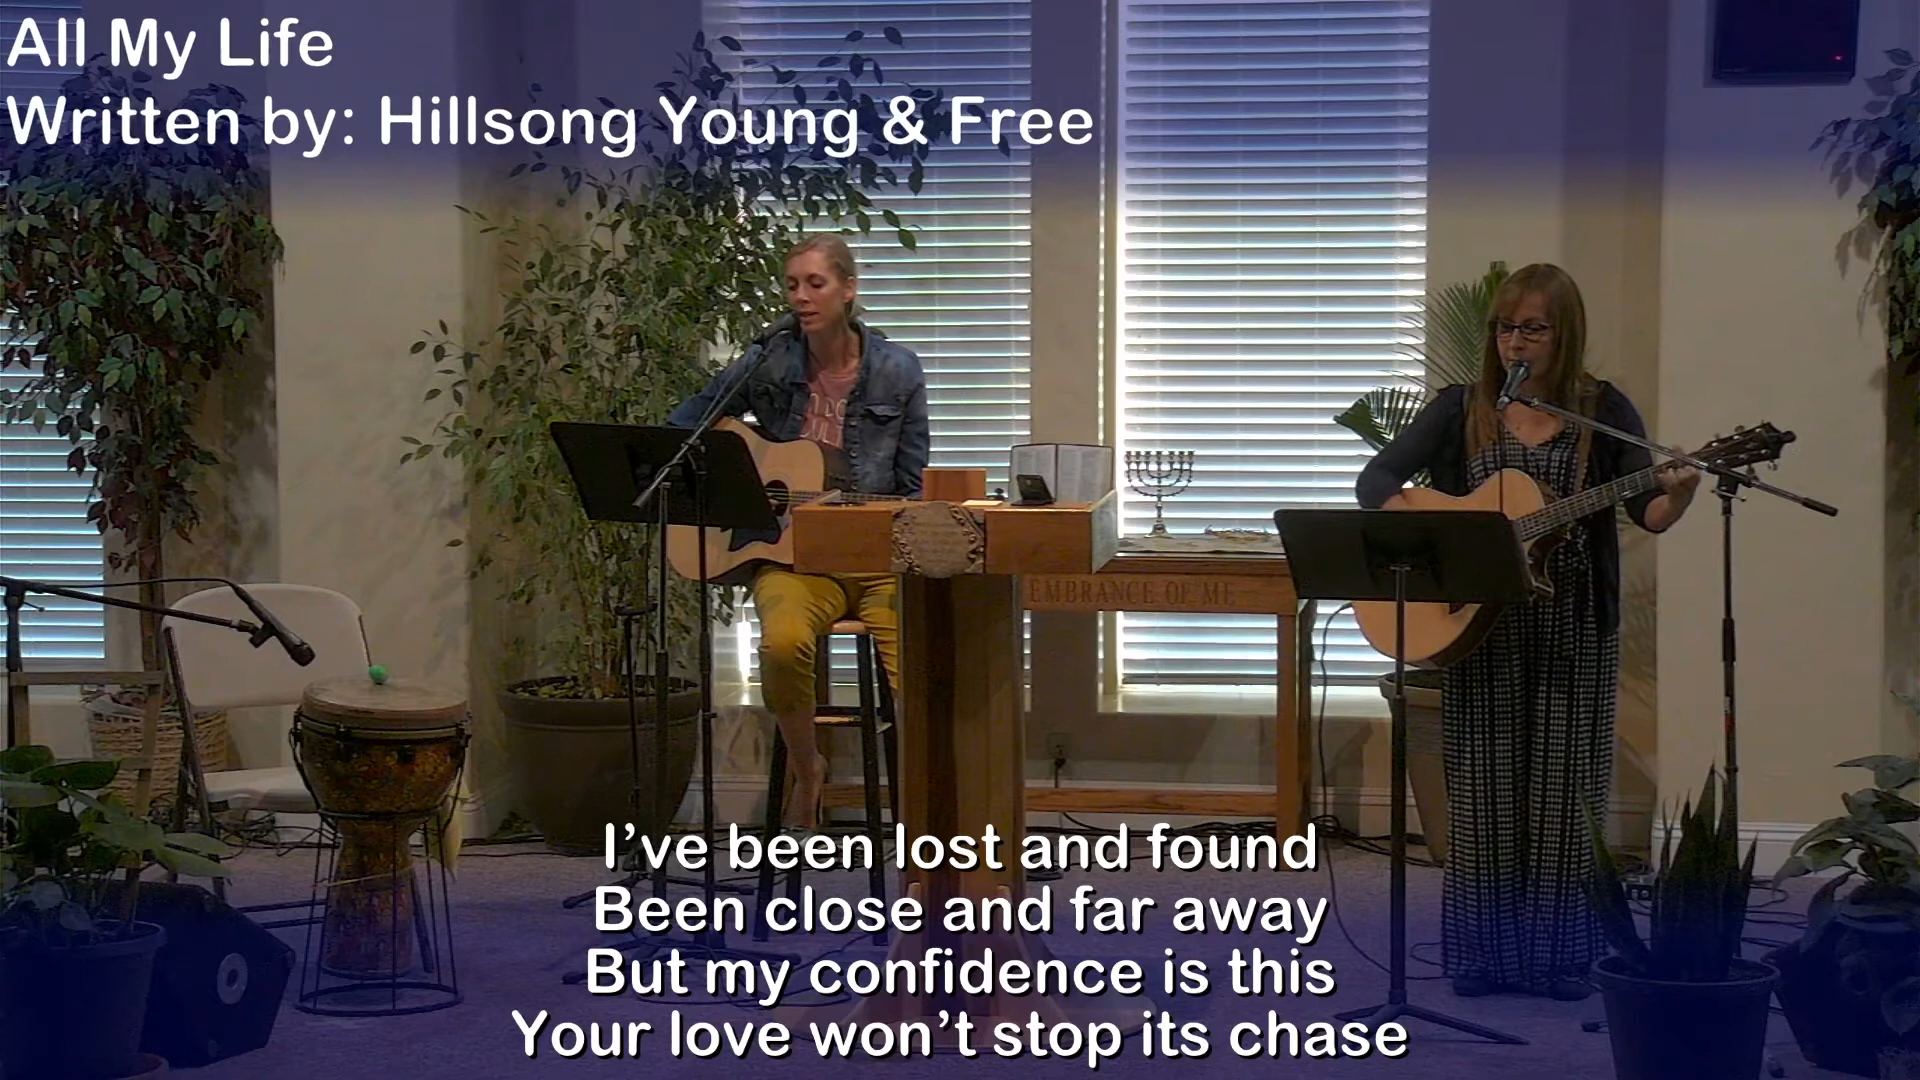 All My Life
Written by: Hillsong Young & Free
EMBRANCE OF ME
I’ve been lost and found
Been close and far away
But my confidence is this
Your love won’t stop its chase